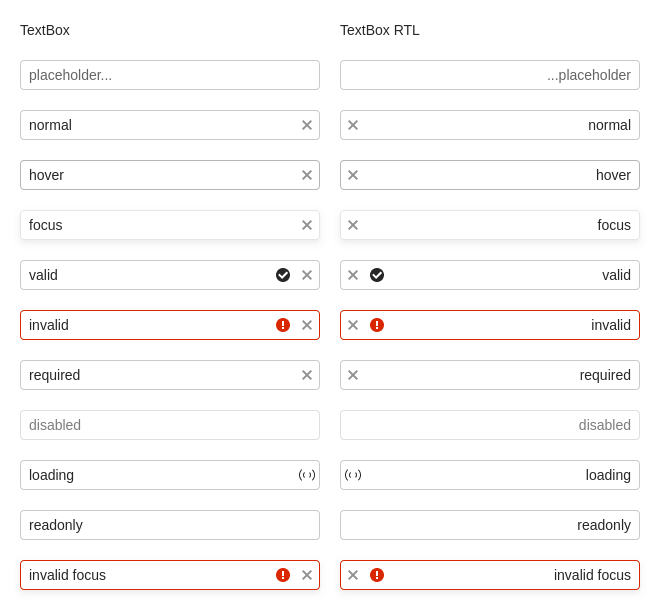 TextBox
placeholder...
normal
hover
focus
valid
invalid
required
disabled
loading
readonly
invalid focus
TextBox RTL
...placeholder
normal
hover
focus
valid
invalid
required
disabled
loading
readonly
invalid focus